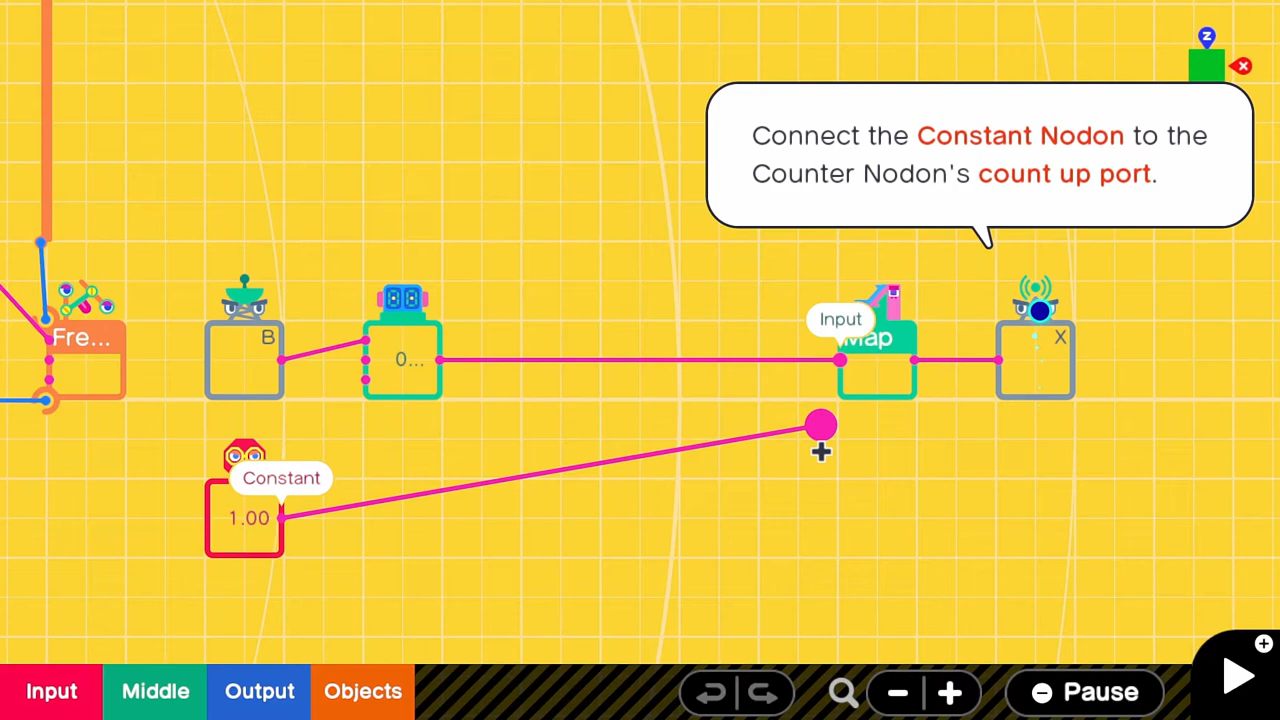 Z
X
Connect the Constant Nodon to the
Counter Nodon's count up port.
Input
Fre...
B
0...
Map
X
Constant
1.00
Input
Middle
Output
Objects
Pause